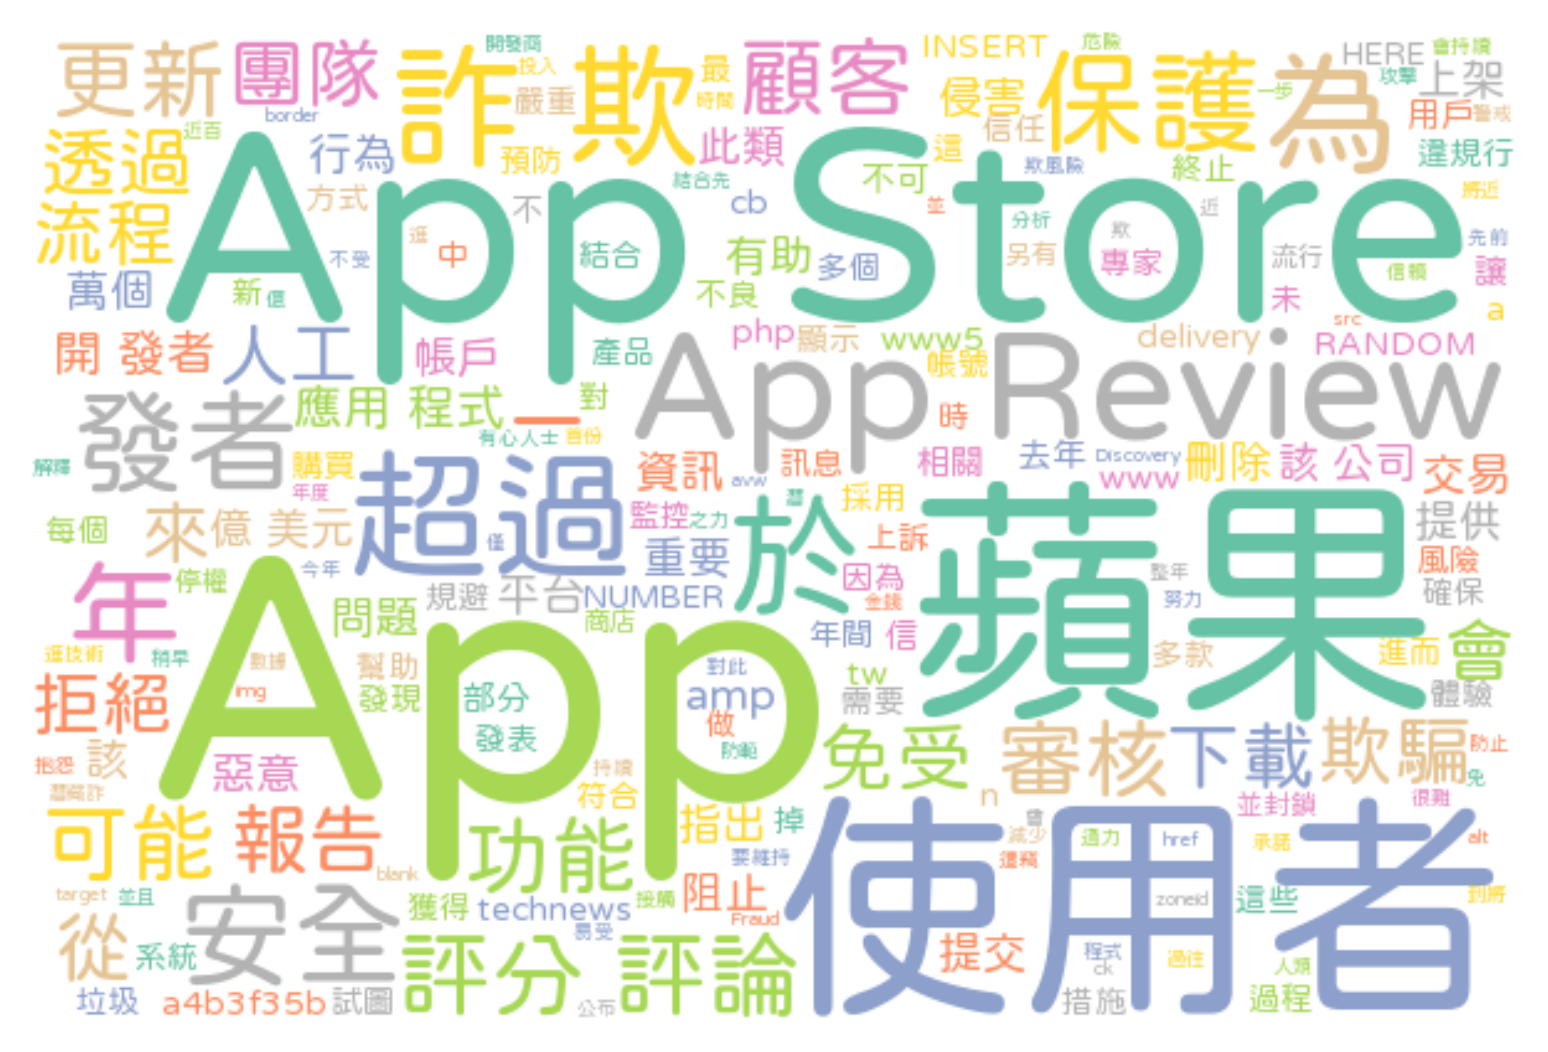 更新 團隊 詐欺 開發商 投入 嚴重 最 時間 顧客 INSERT 侵害 信任 危險 保護 一步 為 HERE 會持續 攻擊 上架
透過 近百 border 行為 預防 此類 這 不可 欺風險 終止 用戶 警戒 違規行
流程 App Store 方式 不 結合先 cb 並 分析 近 將近
萬個 新 不受 逛 中 結合 有助 多個 不良 另有 欺 專家 流行 信賴 先前 讓 未 a
開 發者 人工 帳戶 產品 php 顯示 www5 帳號 delivery src RANDOM
發者 應用 程式 一 對 App Review 時
解釋 購買 年度 超過 有心人士 首份 資訊 avw 訊息 相關 去年 Discovery www 刪除 該 公司 交易
每個 來 億 美元 僅 監控 之力 重要 於 潛 採用 上訴 蘋果 提供
年 停權 今年 App 規避 平台 NUMBER 因為 金錢 整年 努力 風險 確保
進技術 稍早 數據 問題 商店 年間 信 多款 進而 會
拒絕 img 幫助 發現 部分 對此 amp 做 tw 需要 體驗
抱怨 該 惡意 發表 防範 免受 審核 下載 欺騙 防止 免
潛藏詐 持續 符合 n 並封鎖 很難
可能 報告 功能 指出 掉 使用者 曾 減少 遭竊 適力 href 承諾 alt
target 並且 blank 獲得 technews 接觸 要維持 阻止 Fraud zoneid 這些 到將
從 系統 安全 評分 易受 評論 提交 程式 ck 過往 人類
垃圾 a4b3f35b 試圖 公布 措施 過程